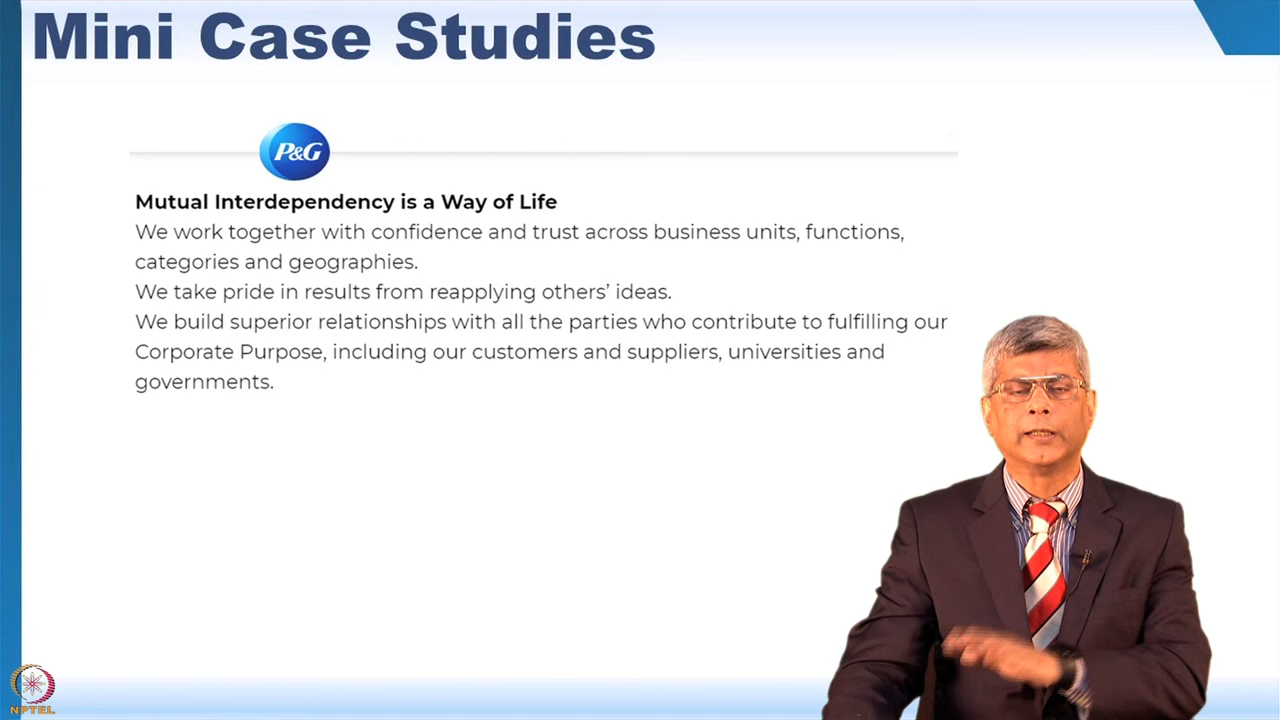 Mini Case Studies
P&G
Mutual Interdependency is a Way of Life
We work together with confidence and trust across business units, functions,
categories and geographies.
We take pride in results from reapplying others’ ideas.
We build superior relationships with all the parties who contribute to fulfilling our
Corporate Purpose, including our customers and suppliers, universities and
governments.
NPTEL